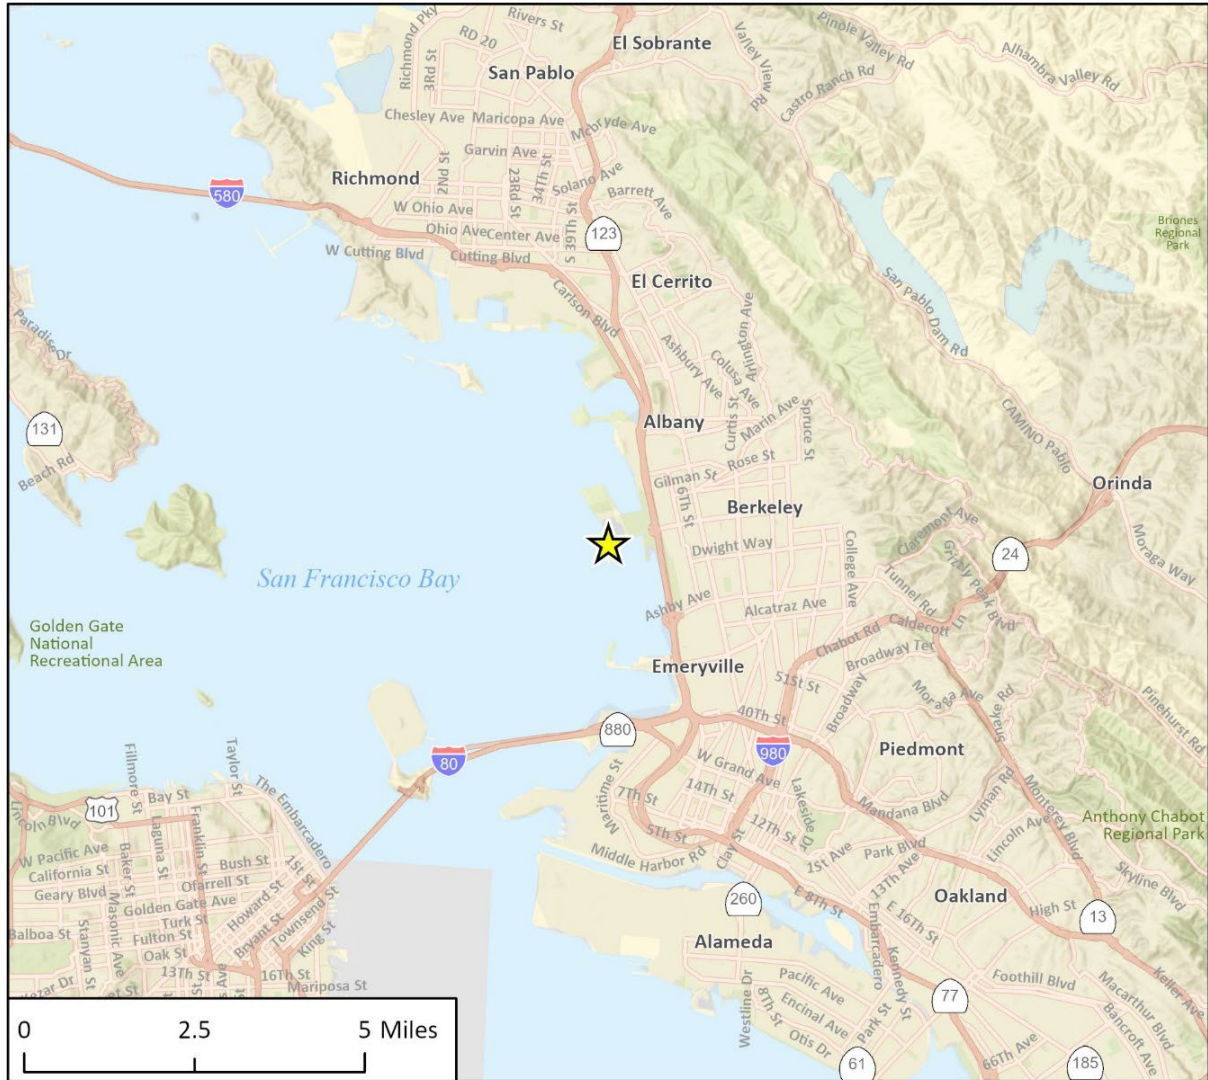 Rivers St
El Sobrante
RD 20
Richmond Pkwy
3Rd St
San Pablo
Valley View Rd
Pinole Valley Rd
Alhambra Valley Rd
Castro Ranch Rd
Chesley Ave
Maricopa Ave
Mcbryde Ave
Garvin Ave
2Nd St
23Rd St
34Th St
Solano Ave
Richmond
580
Barrett Ave
W Ohio Ave
Ohio Ave
Center Ave
S 39Th St
123
Briones
Regional
Park
W Cutting Blvd
Cutting Blvd
El Cerrito
Carlson Blvd
San Pablo Dam Rd
Paradise Dr
Arlington Ave
Ashbury Ave
Colusa Ave
131
Beach Rd
Albany
Curtis St
Marin Ave
Spruce St
CAMINO Pablo
Gilman St
Rose St
6Th St
Orinda
Berkeley
Claremont Ave
Moraga Way
Dwight Way
College Ave
24
Grizzly Peak Blvd
San Francisco Bay
Tunnel Rd
Ashby Ave
Alcatraz Ave
Golden Gate
National
Recreational Area
Chabot Rd
Caldecott Ln
Emeryville
Broadway Ter
51St St
Broadway
Moraga Ave
Snake Rd
Pinehurst Rd
40Th St
880
80
980
Piedmont
W Grand Ave
Fillmore St
Taylor St
The Embarcadero
Maritime St
7Th St
14Th St
Lakeside Dr
Mandana Blvd
Lyman Rd
Monterey Blvd
101
Bay St
Lincoln Blvd
5Th St
12Th St
Anthony Chabot
Regional Park
Lincoln Ave
Laguna St
Franklin St
Middle Harbor Rd
Clay St
1St Ave
Park Blvd
13Th Ave
W Pacific Ave
California St
Baker St
Bush St
1St St
Skyline Blvd
Geary Blvd
Ofarrell St
E 8Th St
E 16Th St
Oakland
High St
13
Golden Gate Ave
Howard St
Townsend St
260
Embarcadero
Masonic Ave
Turk St
Balboa St
Fulton St
Bryant St
King St
Alameda
Kennedy St
Keller Ave
Stanyan St
Oak St
13Th St
16Th St
Mariposa St
Pacific Ave
Foothill Blvd
Macarthur Blvd
Westline Dr
8Th St
Encinal Ave
77
Bancroft Ave
Otis Dr
Park St
66Th Ave
61
185
0 2.5 5 Miles